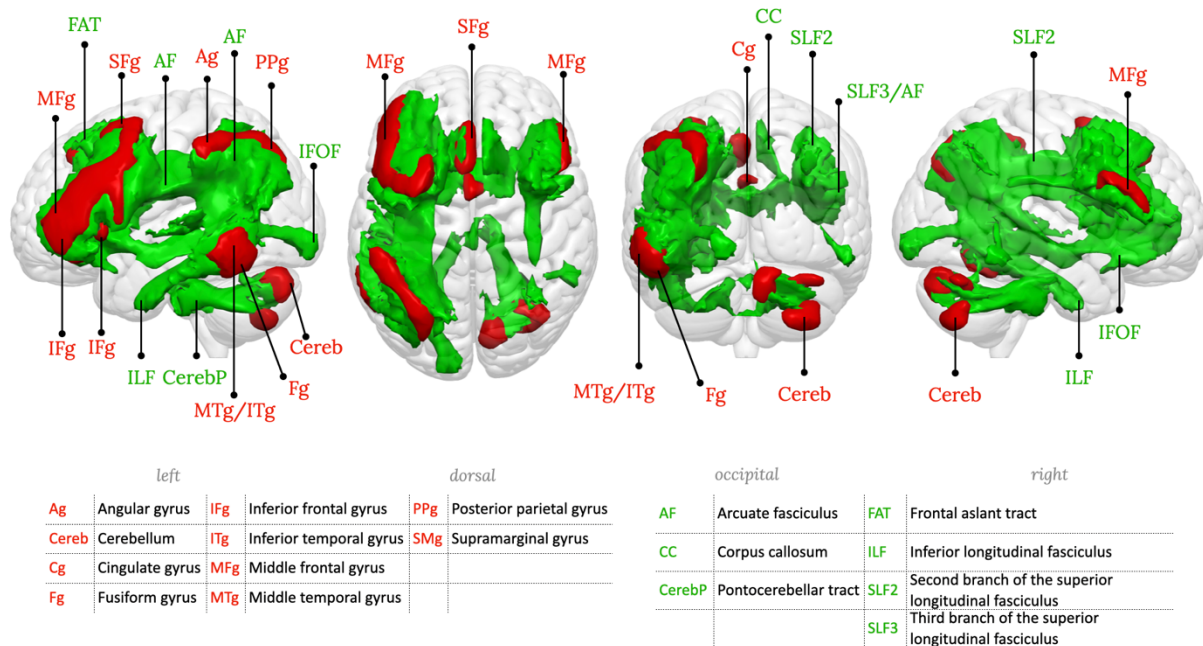 FAT
SFg
AF
Ag
AF
PPg
MFg
IFOF
IFg
IFg
ILF
CerebP
MTg/ITg
Fg
Cereb
MFg
SFg
MFg
CC
Cg
SLF2
SLF3/AF
MTg/ITg
Fg
Cereb
SLF2
MFg
IFOF
ILF
Cereb
left
dorsal
occipital
right
Ag Angular gyrus IFg Inferior frontal gyrus PPg Posterior parietal gyrus
Cereb Cerebellum ITg Inferior temporal gyrus SMg Supramarginal gyrus
Cg Cingulate gyrus MFg Middle frontal gyrus
Fg Fusiform gyrus MTg Middle temporal gyrus
AF Arcuate fasciculus FAT Frontal aslant tract
CC Corpus callosum ILF Inferior longitudinal fasciculus
CerebP Pontocerebellar tract SLF2 Second branch of the superior
longitudinal fasciculus
SLF3 Third branch of the superior
longitudinal fasciculus